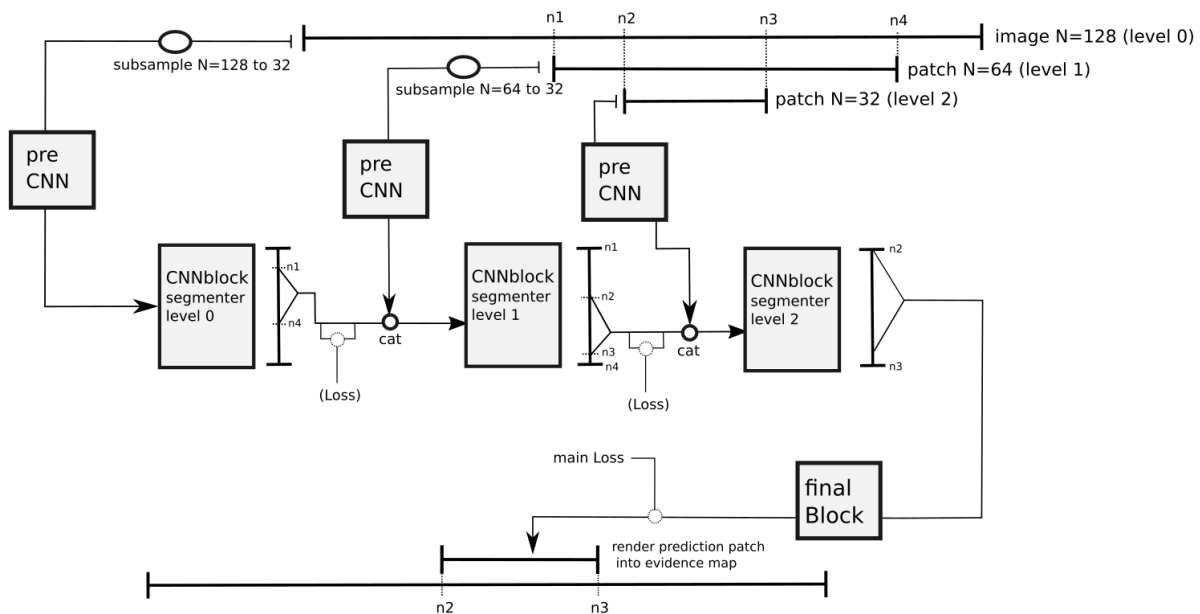 n1
n2
n3
n4
image N=128 (level 0)
subsample N=128 to 32
patch N=64 (level 1)
subsample N=64 to 32
patch N=32 (level 2)
pre
CNN
pre
CNN
pre
CNN
CNNblock
segmenter
level 0
n1
n4
cat
(Loss)
CNNblock
segmenter
level 1
n1
n2
n3
n4
cat
(Loss)
CNNblock
segmenter
level 2
n2
n3
main Loss
final
Block
render prediction patch
into evidence map
n2
n3